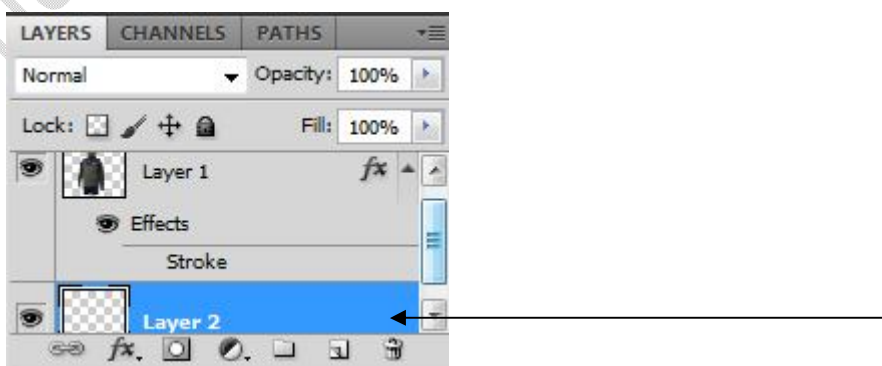 LAYERS CHANNELS PATHS
Normal Opacity: 100%
Lock: Fill: 100%
Layer 1 fx
Effects
Stroke
Layer 2
fx.